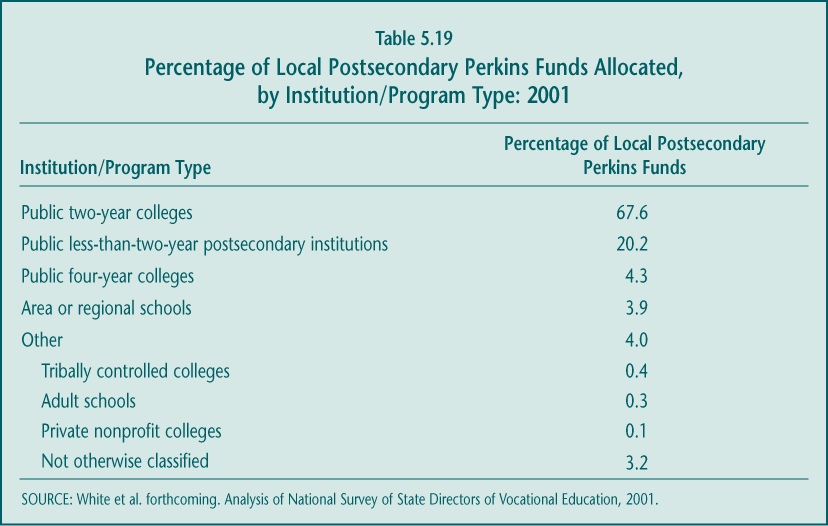 Table 5.19
Percentage of Local Postsecondary Perkins Funds Allocated,
by Institution/Program Type: 2001
Institution/Program Type
Percentage of Local Postsecondary
Perkins Funds
Public two-year colleges 67.6
Public less-than-two-year postsecondary institutions 20.2
Public four-year colleges 4.3
Area or regional schools 3.9
Other 4.0
Tribally controlled colleges 0.4
Adult schools 0.3
Private nonprofit colleges 0.1
Not otherwise classified 3.2
SOURCE: White et al. forthcoming. Analysis of National Survey of State Directors of Vocational Education, 2001.